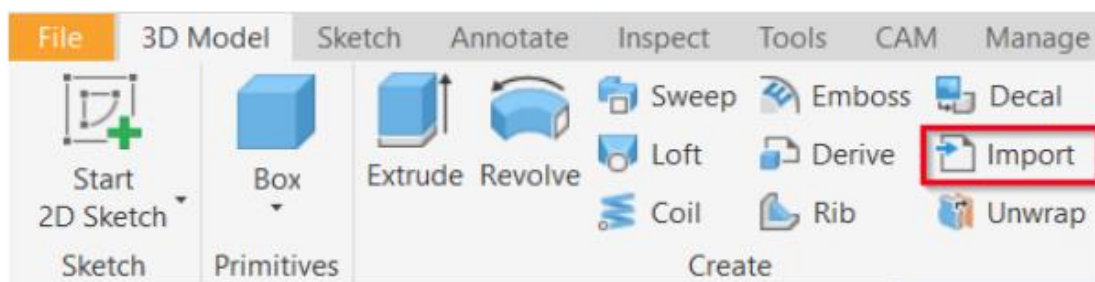 File 3D Model Sketch Annotate Inspect Tools CAM Manage
Start
2D Sketch
Box
Extrude
Revolve
Sweep
Loft
Coil
Emboss
Derive
Rib
Decal
Import
Unwrap
Sketch Primitives Create